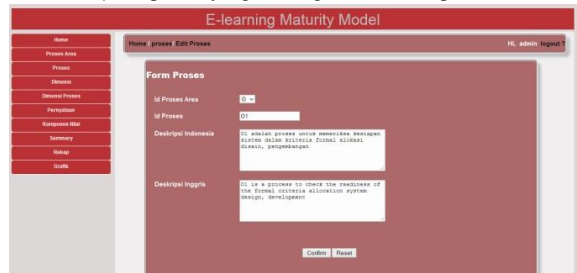 E-learning Maturity Model
Home
Proses Area
Proses
Dimensi
Dimensi Proses
Pernyataan
Komponen Nilai
Summary
Rekap
Grafik
Home / proses / Edit Proses
Hi, admin logout ?
Form Proses
Id Proses Area
O
Id Proses
O1
Deskripsi Indonesia
O1 adalah proses untuk memeriksa kesiapan
sistem dalam kriteria formal alokasi
disain, pengembangan
Deskripsi Inggris
O1 is a process to check the readiness of
the formal criteria allocation system
design, development
Confirm Reset